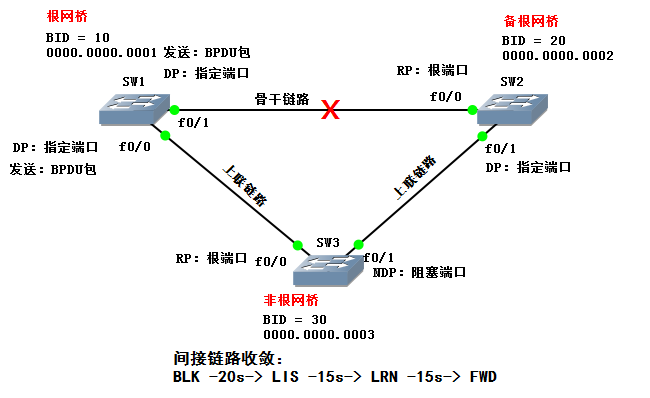 根网桥
BID = 10
0000.0000.0001
发送：BPDU包
DP：指定端口
SW1
骨干链路
f0/1
DP：指定端口
f0/0
发送：BPDU包
备根网桥
BID = 20
0000.0000.0002
RP：根端口
SW2
f0/0
f0/1
DP：指定端口
上联链路
上联链路
SW3
RP：根端口
f0/0
f0/1
NDP：阻塞端口
非根网桥
BID = 30
0000.0000.0003
间接链路收敛：
BLK -20s-> LIS -15s-> LRN -15s-> FWD